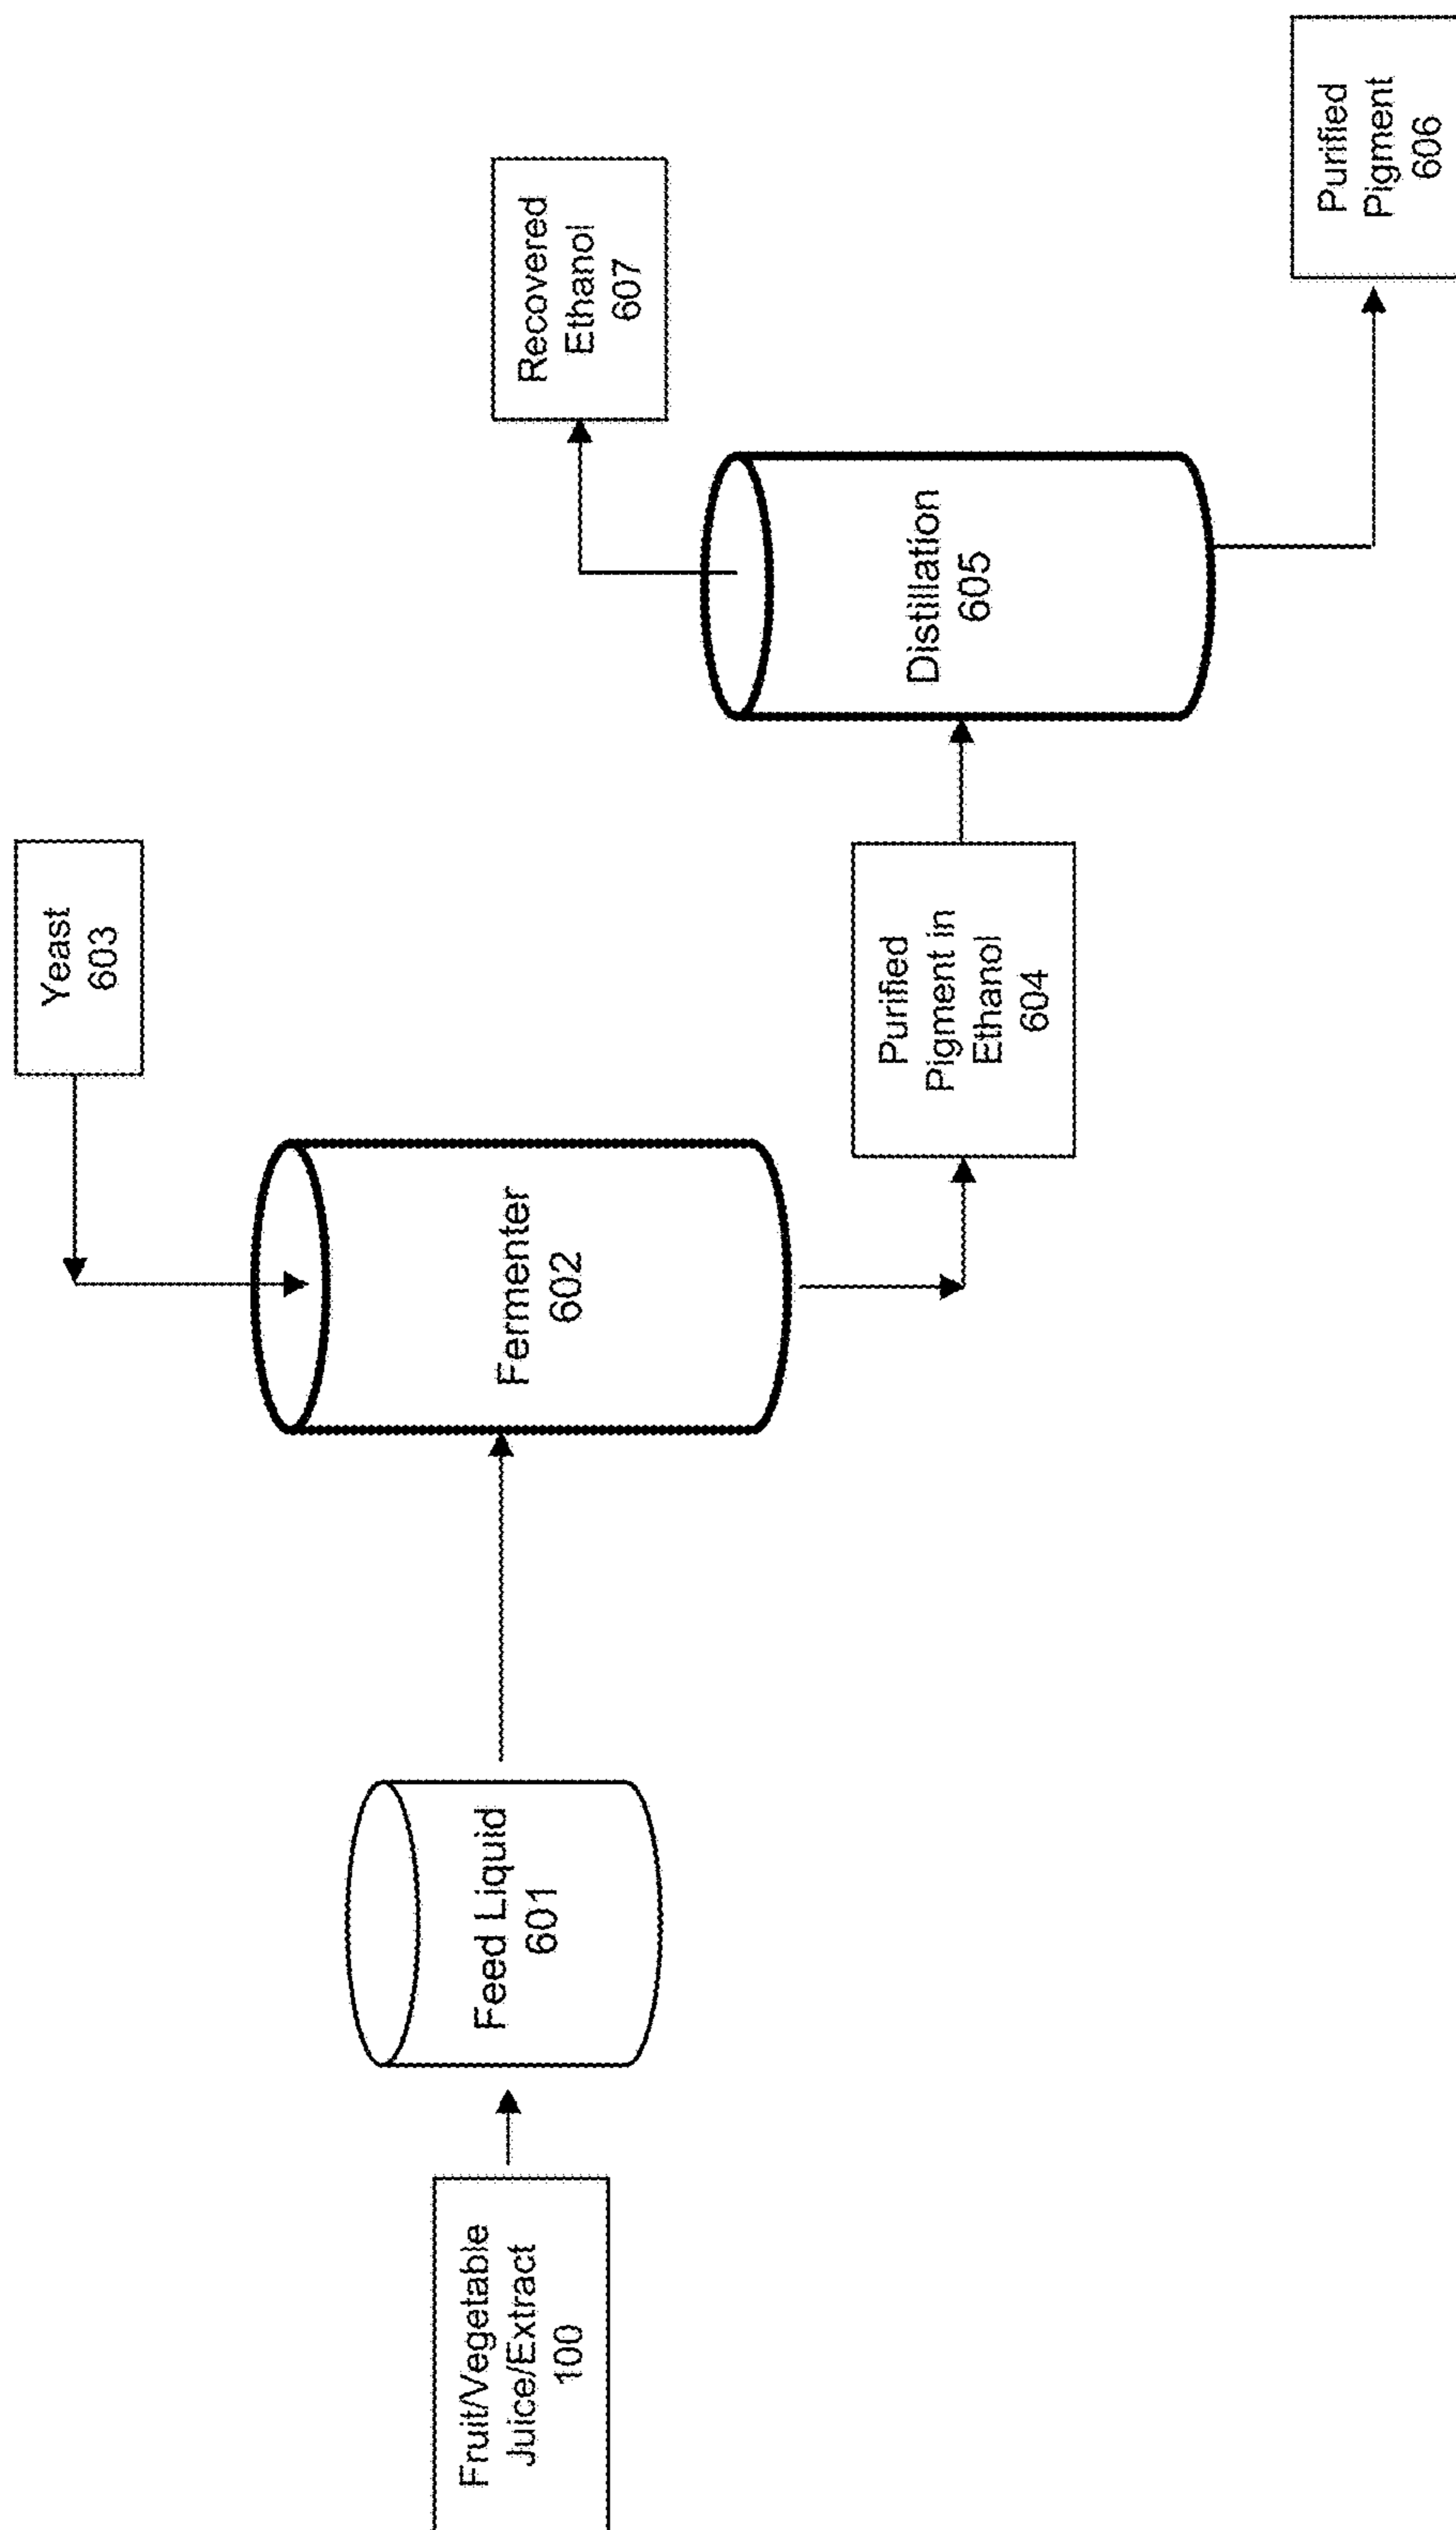 Fruit/Vegetable
Juice/Extract
100
Feed Liquid
601
Fermenter
602
Yeast
603
Purified
Pigment in
Ethanol
604
Distillation
605
Recovered
Ethanol
607
Purified
Pigment
606